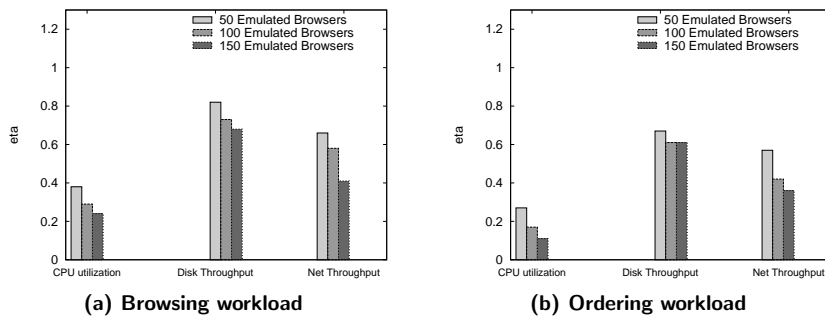 1.2
1
0.8
0.6
0.4
0.2
0
eta
50 Emulated Browsers
100 Emulated Browsers
150 Emulated Browsers
CPU utilization Disk Throughput Net Throughput
(a) Browsing workload
1.2
1
0.8
0.6
0.4
0.2
0
eta
50 Emulated Browsers
100 Emulated Browsers
150 Emulated Browsers
CPU utilization Disk Throughput Net Throughput
(b) Ordering workload